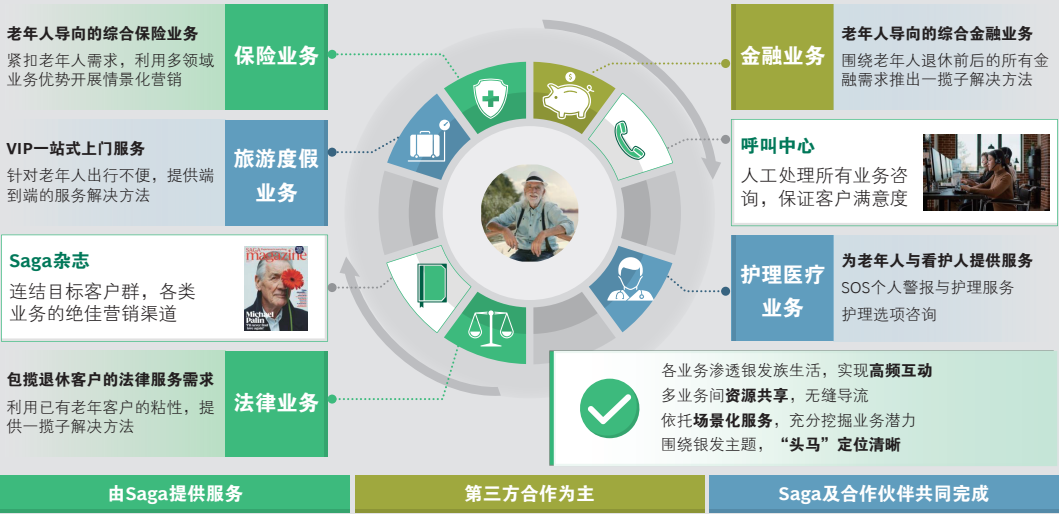 老年人导向的综合保险业务
紧扣老年人需求，利用多领域
业务优势开展情景化营销
保险业务
VIP一站式上门服务
针对老年人出行不便，提供端
到端的服务解决方法
旅游度假
业务
Saga杂志
连结目标客户群，各类
业务的绝佳营销渠道
SAGA
magazine
Michael
Palin
包揽退休客户的法律服务需求
利用已有老年客户的粘性，提
供一揽子解决方法
法律业务
金融业务
老年人导向的综合金融业务
围绕老年人退休前后的所有金
融需求推出一揽子解决方法
呼叫中心
人工处理所有业务咨
询，保证客户满意度
护理医疗
业务
为老年人与看护人提供服务
SOS个人警报与护理服务
护理选项咨询
各业务渗透银发族生活，实现高频互动
多业务间资源共享，无缝导流
依托场景化服务，充分挖掘业务潜力
围绕银发主题，“头马”定位清晰
由Saga提供服务
第三方合作为主
Saga及合作伙伴共同完成